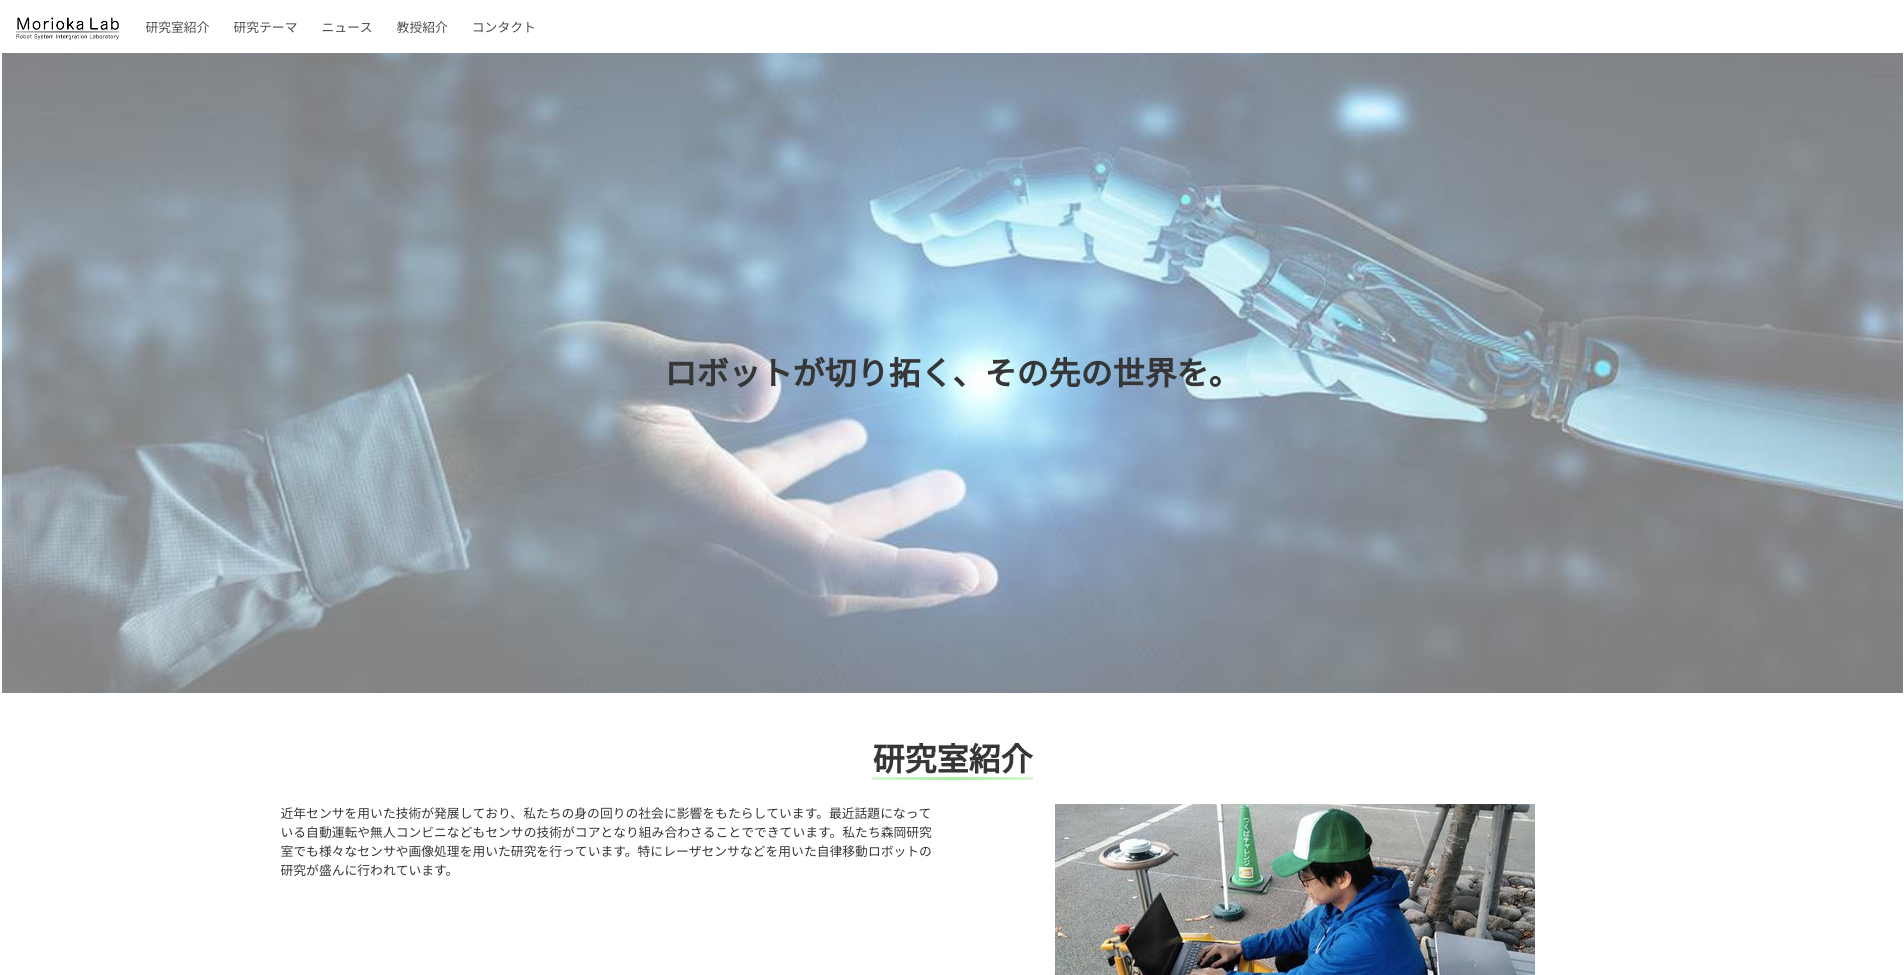 Morioka Lab
Robot System Intergration Laboratory
研究室紹介
研究テーマ
ニュース
教授紹介
コンタクト
ロボットが切り拓く、その先の世界を。
研究室紹介
近年センサを用いた技術が発展しており、私たちの身の回りの社会に影響をもたらしています。最近話題になって
いる自動運転や無人コンビニなどもセンサの技術がコアとなり組み合わさることでできています。私たち森岡研究
室でも様々なセンサや画像処理を用いた研究を行っています。特にレーザセンサなどを用いた自律移動ロボットの
研究が盛んに行われています。
つくばチャレンジ